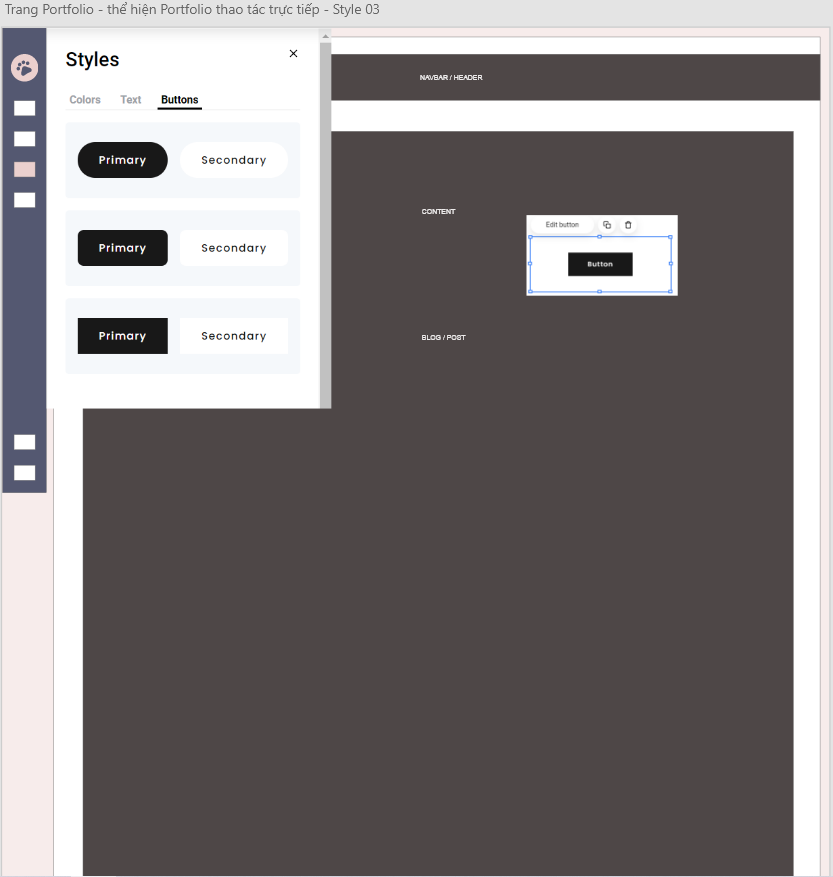 Trang Portfolio - thể hiện Portfolio thao tác trực tiếp - Style 03
Styles
Colors Text Buttons
Primary Secondary
Primary Secondary
Primary Secondary
NAVBAR / HEADER
CONTENT
Edit button
Button
BLOG / POST